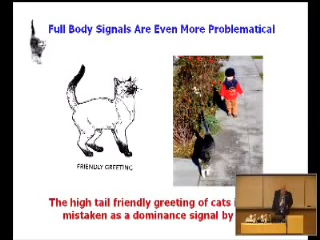 Full Body Signals Are Even More Problematical
FRIENDLY GREETING
The high tail friendly greeting of cats
mistaken as a dominance signal by